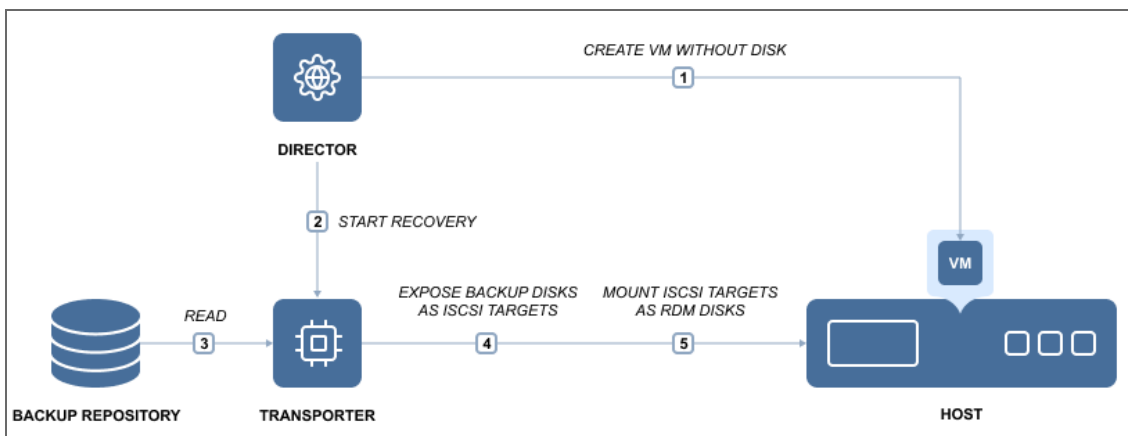 CREATE VM WITHOUT DISK
1
DIRECTOR
2 START RECOVERY
VM
EXPOSE BACKUP DISKS
AS ISCSI TARGETS
MOUNT ISCSI TARGETS
AS RDM DISKS
READ
3
4
5
BACKUP REPOSITORY
TRANSPORTER
HOST